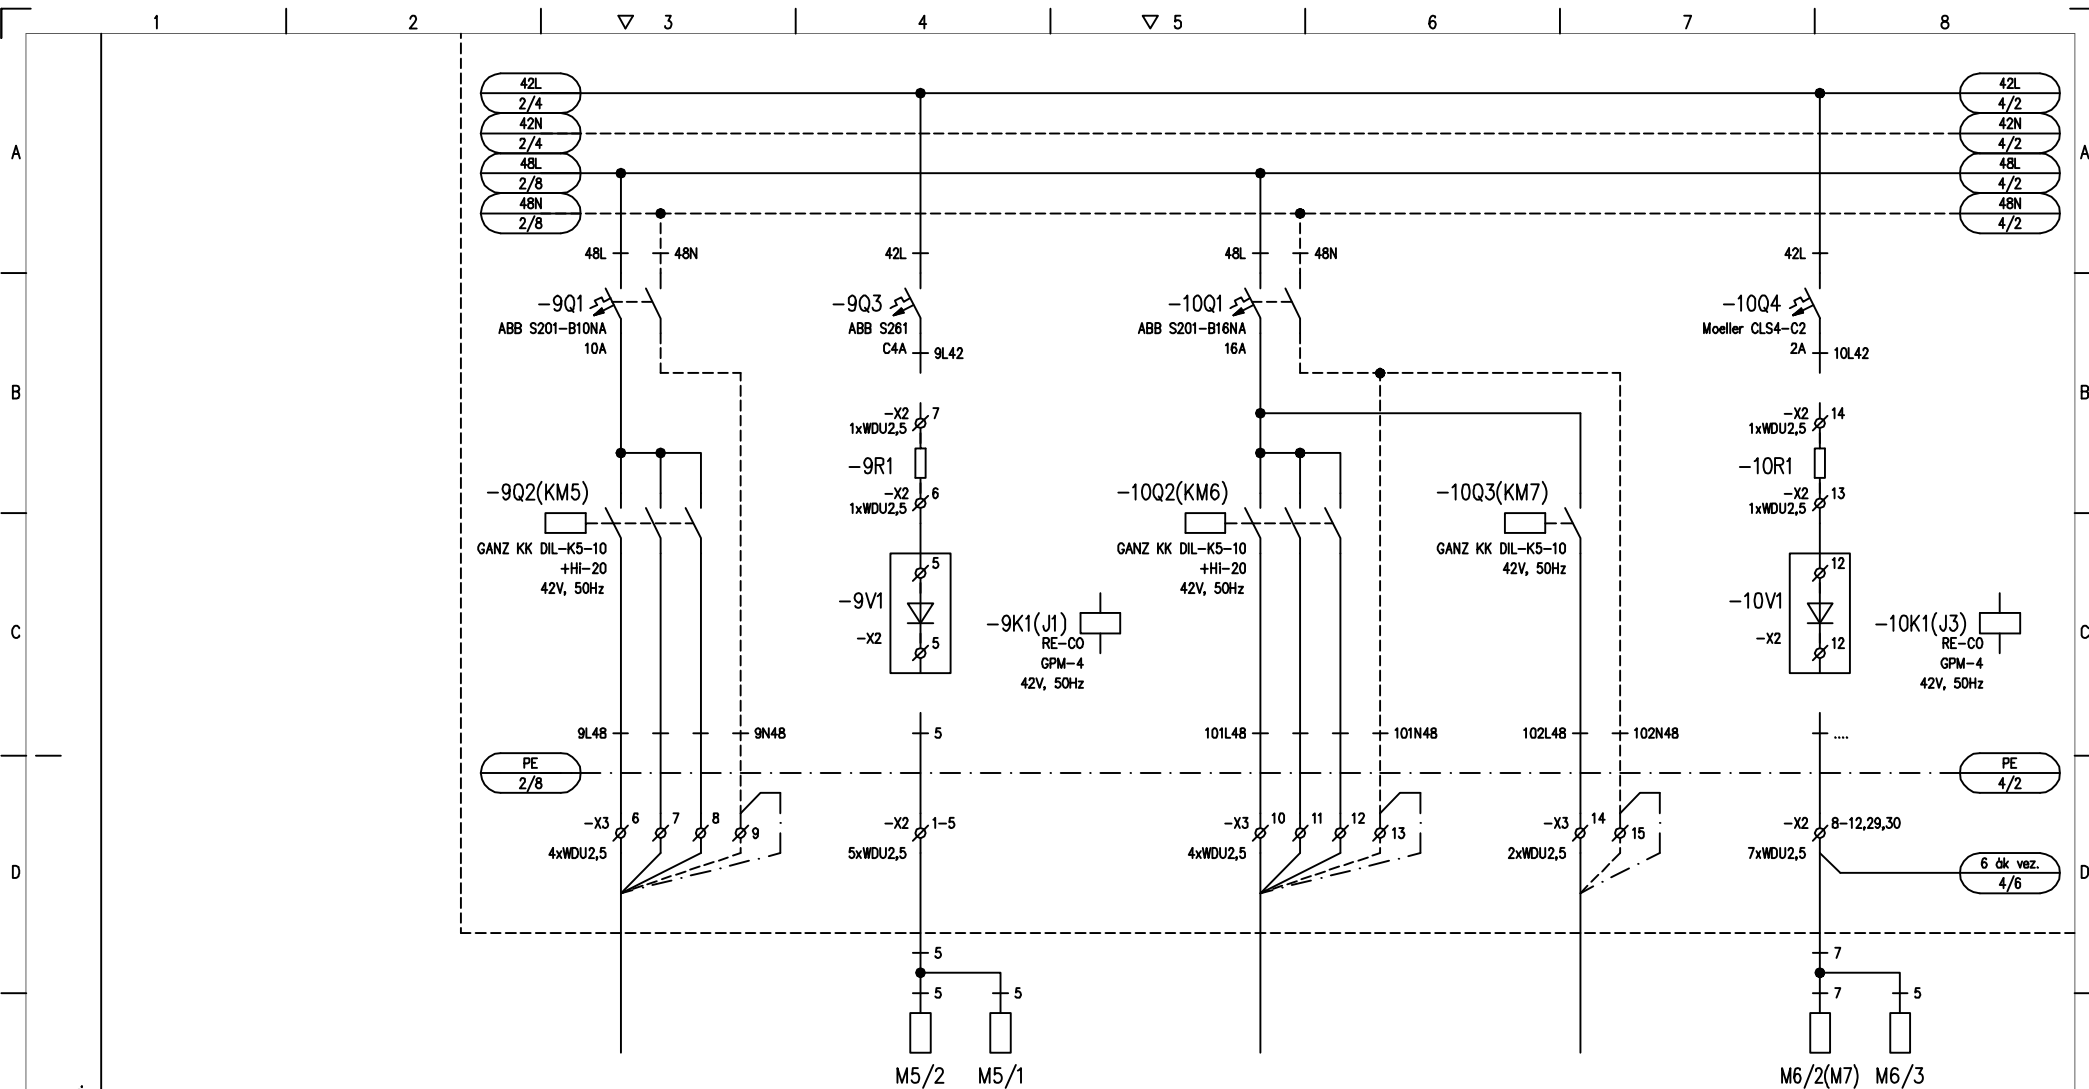 1 2 3 4 5 6 7 8
42L 42L
2/4 4/2
42N 42N
2/4 4/2
A A
48L 48L
2/8 4/2
48N 48N
2/8 4/2
48L 48N 42L 48L 48N 42L
-9Q1 -9Q3 -10Q1 -10Q4
ABB S201-B10NA ABB S261 ABB S201-B16NA Moeller CLS4-C2
10A C4A 9L42 16A 2A 10L42
B B
-X2 7 -X2 14
1xWDU2,5 1xWDU2,5
-9R1 -10R1
-9Q2(KM5) -X2 6 -10Q2(KM6) -10Q3(KM7) -X2 13
1xWDU2,5 1xWDU2,5
GANZ KK DIL-K5-10 GANZ KK DIL-K5-10 GANZ KK DIL-K5-10
+Hi-20 5 +Hi-20 42V, 50Hz 12
42V, 50Hz 42V, 50Hz
-9V1 -10V1
C -9K1(J1) -10K1(J3) C
-X2 5 RE-CO -X2 12 RE-CO
GPM-4 GPM-4
42V, 50Hz 42V, 50Hz
9L48 9N48 5 101L48 101N48 102L48 102N48 ....
PE PE
2/8 4/2
-X3 6 7 8 9 -X2 1-5 -X3 10 11 12 13 -X3 14 15 -X2 8-12,29,30
4xWDU2,5 5xWDU2,5 4xWDU2,5 2xWDU2,5 7xWDU2,5
D 6 ák vez. D
4/6
5 7
5 5 7 5
M5/2 M5/1 M6/2(M7) M6/3